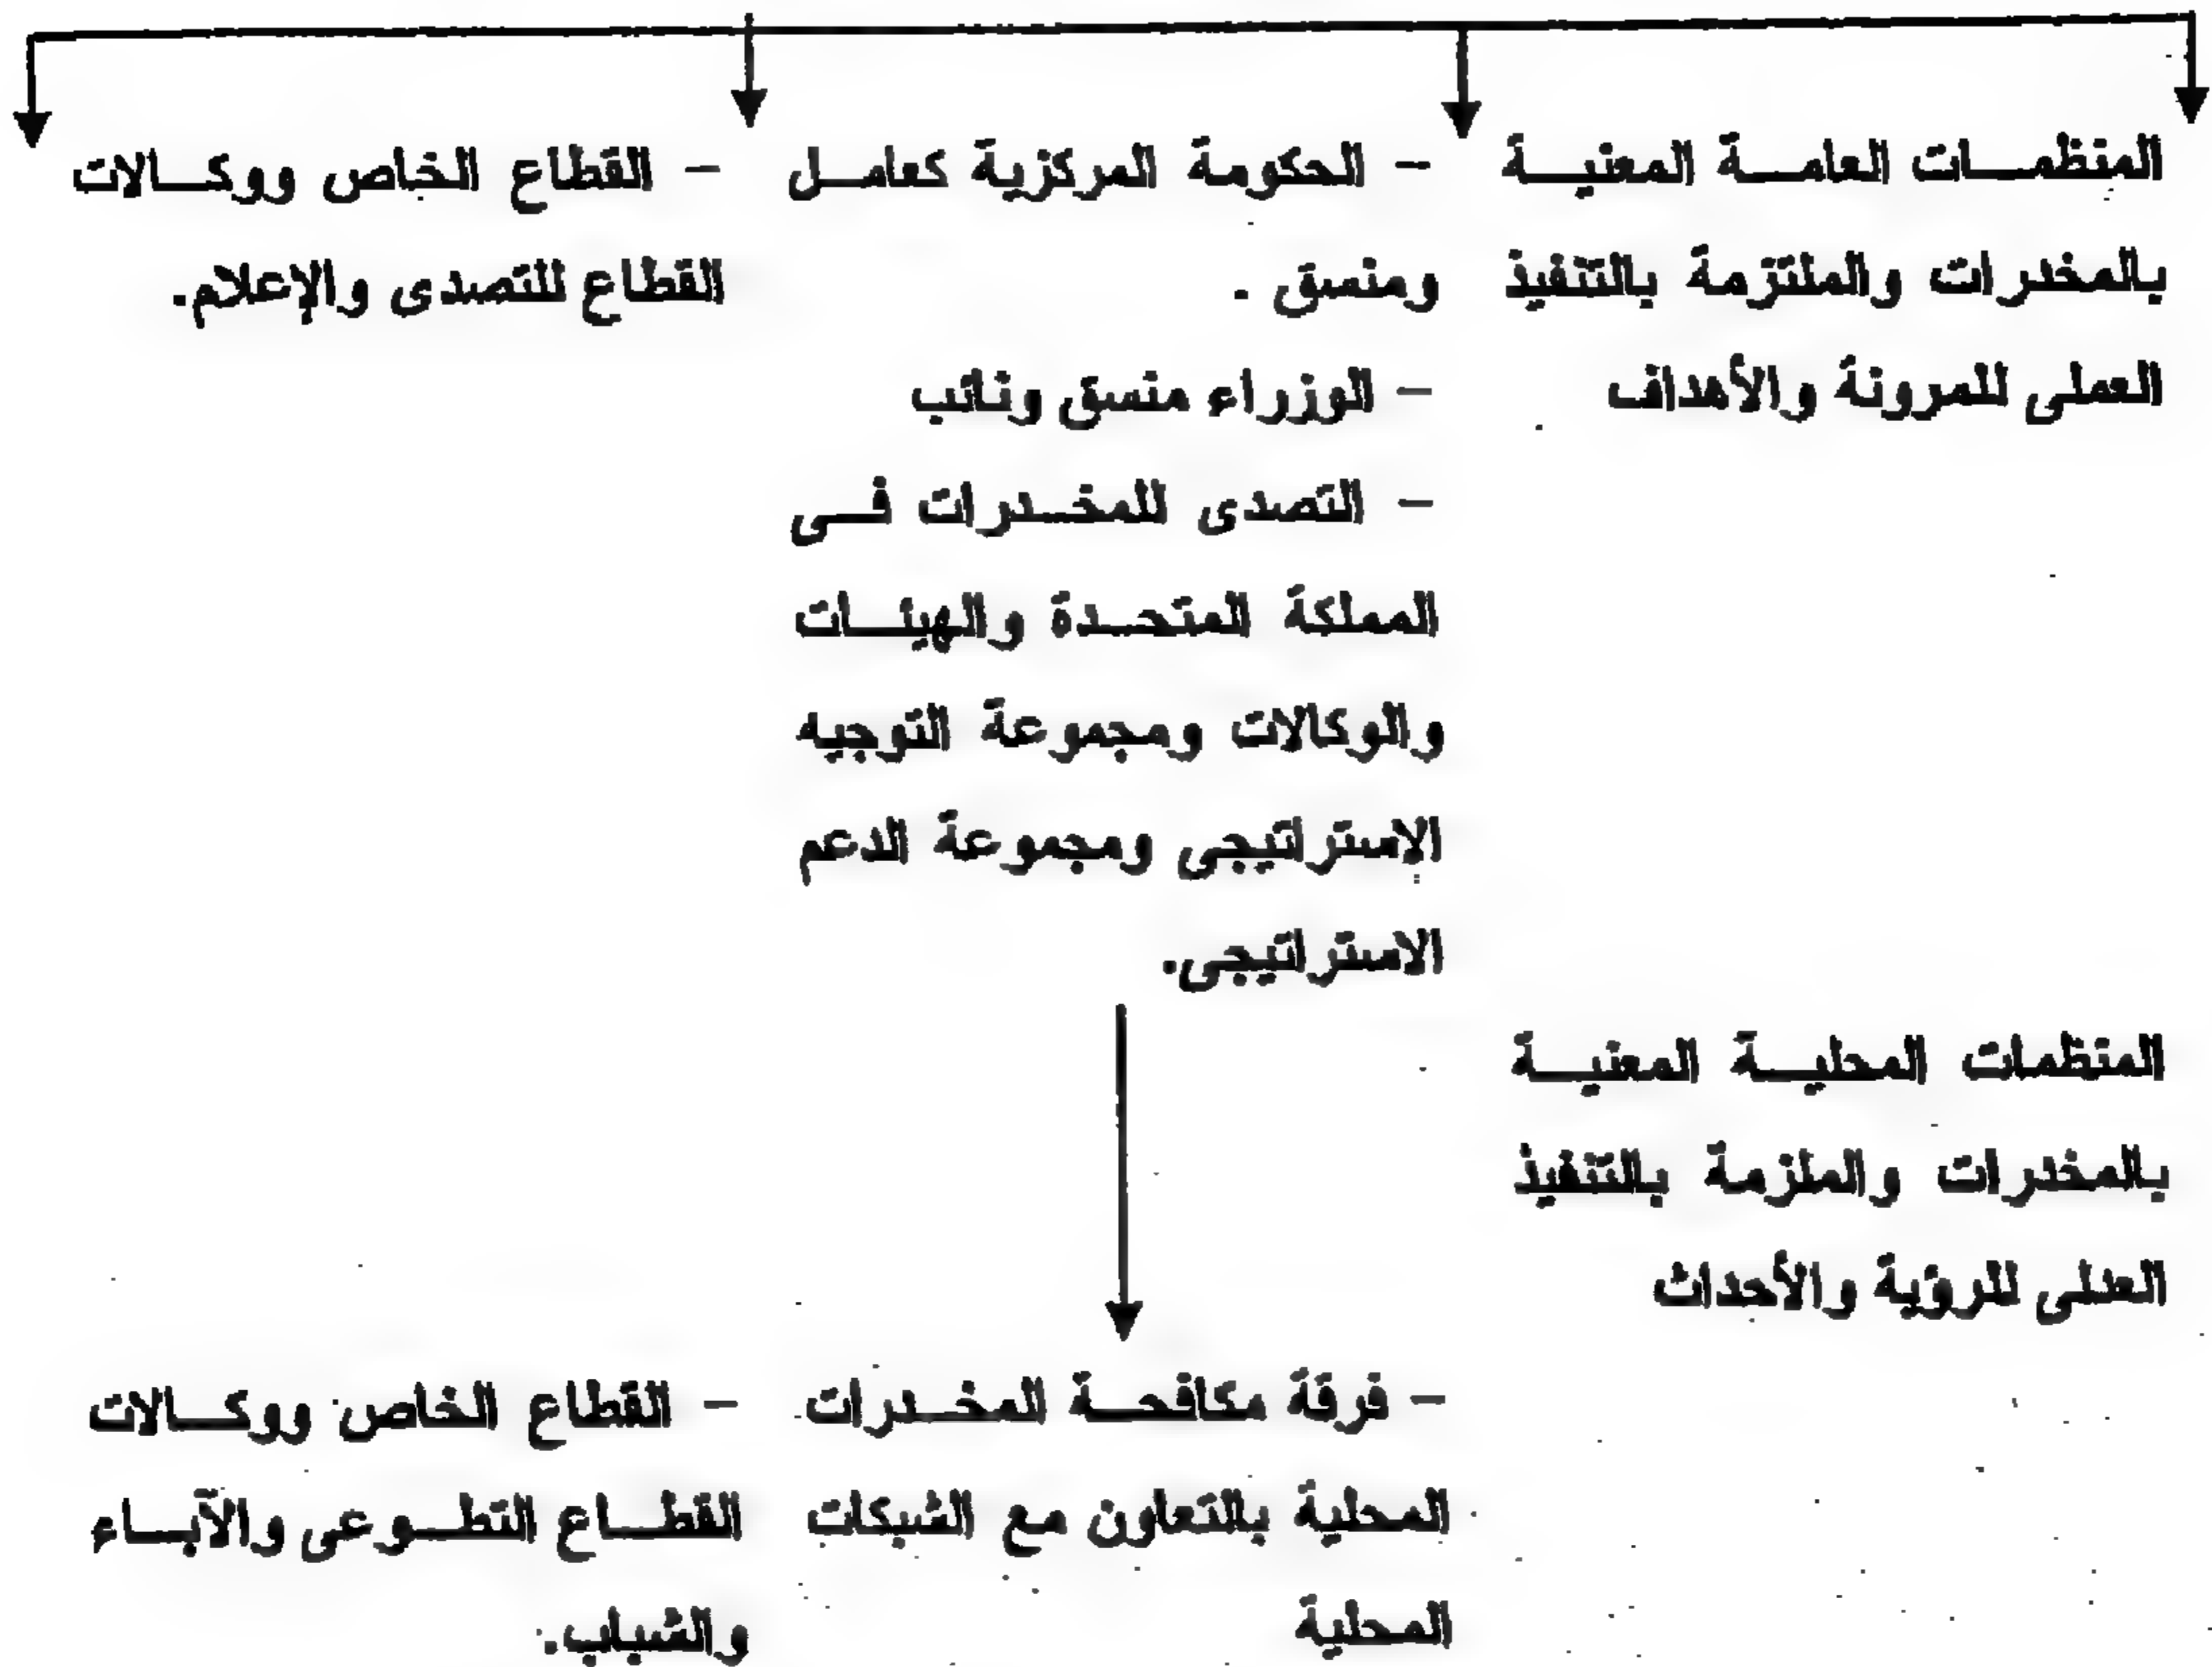 المنظمات العامة المعنية
بالمخدرات والملتزمة بالتنفيذ
العملى للمرونة والأهداف
- الحكومة المركزية كعامل
ومنسق .
- الوزراء منسق ونائب
- التصدى للمخدرات فى
المملكة المتحدة والهيئات
والوكالات ومجموعة التوجيه
الإستراتيجى ومجموعة الدعم
الاستراتيجى.
- القطاع الخاص ووكالات
القطاع للتصدى والإعلام.
المنظمات المحلية المعنية
بالمخدرات والملزمة بالتنفيذ
العملى للرؤية والأحداث
- فرقة مكافحة المخدرات
المحلية بالتعاون مع الشبكات
المحلية
- القطاع الخاص ووكالات
القطاع التطوعى والآباء
والشباب.